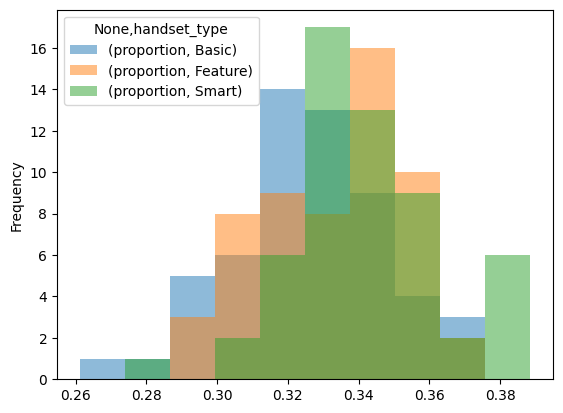 None,handset_type
(proportion, Basic)
(proportion, Feature)
(proportion, Smart)
Frequency
16
14
12
10
8
6
4
2
0
0.26 0.28 0.30 0.32 0.34 0.36 0.38